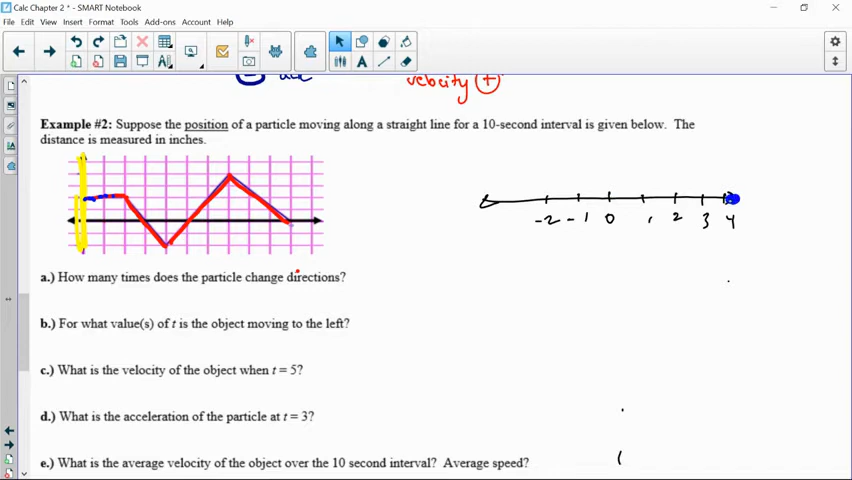 Calc Chapter 2 * - SMART Notebook
File Edit View Insert Format Tools Add-ons Account Help
velocity (+)
Example #2: Suppose the position of a particle moving along a straight line for a 10-second interval is given below. The
distance is measured in inches.
-2 -1 0 1 2 3 4
a.) How many times does the particle change directions?
b.) For what value(s) of t is the object moving to the left?
c.) What is the velocity of the object when t = 5?
d.) What is the acceleration of the particle at t = 3?
e.) What is the average velocity of the object over the 10 second interval? Average speed?